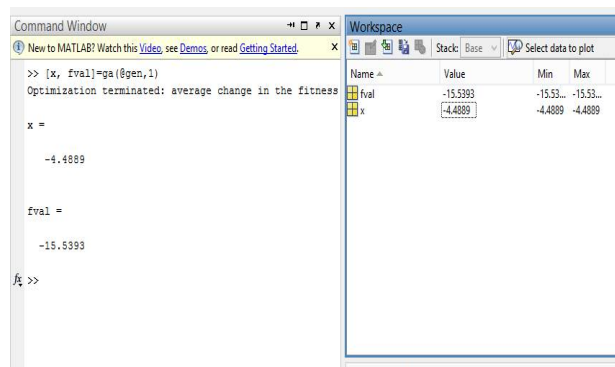 Command Window
New to MATLAB? Watch this Video, see Demos, or read Getting Started.
>> [x, fval]=ga(@gen,1)
Optimization terminated: average change in the fitness
x =
-4.4889
fval =
-15.5393
fx >>
Workspace
Stack: Base Select data to plot
Name Value Min Max
fval -15.5393 -15.53... -15.53...
x -4.4889 -4.4889 -4.4889